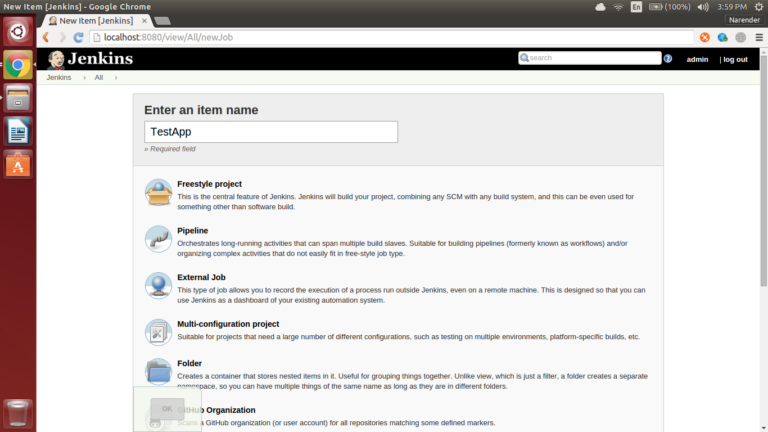 New Item [Jenkins] - Google Chrome
En
(100%)
3:59 PM
New Item [Jenkins]
Narender
localhost:8080/view/All/newJob
Jenkins
search
admin
| log out
Jenkins
All
Enter an item name
TestApp
» Required field
Freestyle project
This is the central feature of Jenkins. Jenkins will build your project, combining any SCM with any build system, and this can be even used for
something other than software build.
Pipeline
Orchestrates long-running activities that can span multiple build slaves. Suitable for building pipelines (formerly known as workflows) and/or
organizing complex activities that do not easily fit in free-style job type.
External Job
This type of job allows you to record the execution of a process run outside Jenkins, even on a remote machine. This is designed so that you can
use Jenkins as a dashboard of your existing automation system.
Multi-configuration project
Suitable for projects that need a large number of different configurations, such as testing on multiple environments, platform-specific builds, etc.
Folder
Creates a container that stores nested items in it. Useful for grouping things together. Unlike view, which is just a filter, a folder creates a separate
namespace, so you can have multiple things of the same name as long as they are in different folders.
OK
GitHub Organization
Scans a GitHub organization (or user account) for all repositories matching some defined markers.